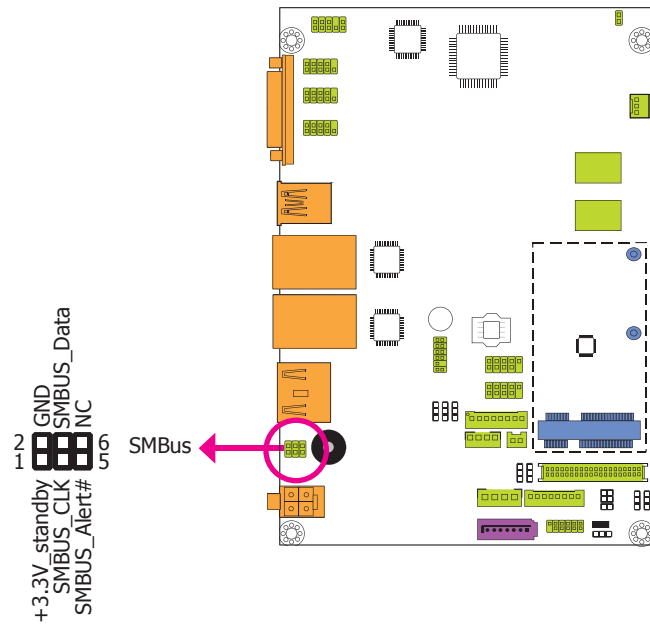 GND
SMBUS_Data
NC
2 6
1 5
+3.3V_standby
SMBUS_CLK
SMBUS_Alert#
SMBus